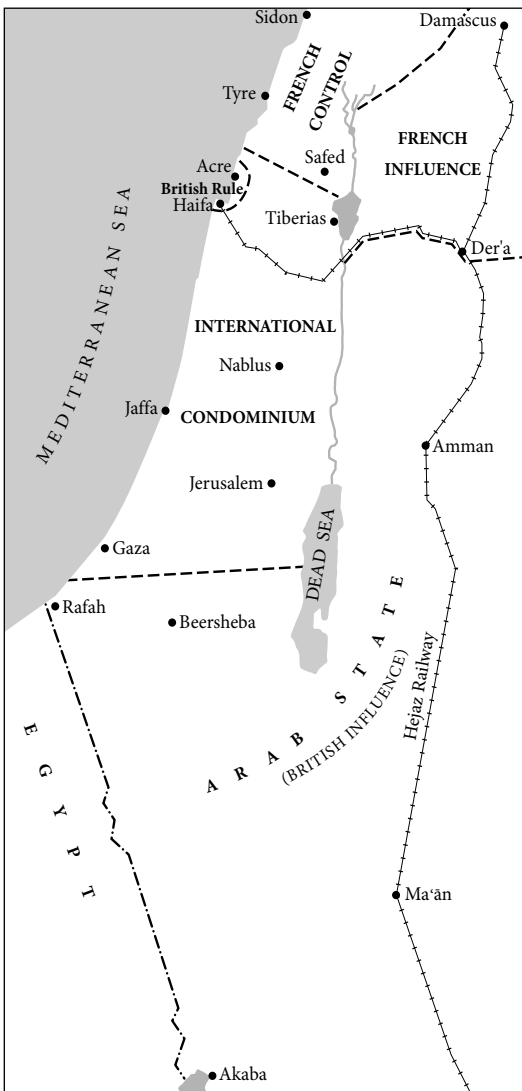 Sidon
Damascus
FRENCH
CONTROL
Tyre
FRENCH
INFLUENCE
Safed
Acre
British Rule
Haifa
Tiberias
Der'a
MEDITERRANEAN SEA
INTERNATIONAL
Nablus
Jaffa
CONDOMINIUM
Amman
Jerusalem
DEAD SEA
Gaza
Rafah
Beersheba
ARAB STATE
(BRITISH INFLUENCE)
Hejaz Railway
EGYPT
Ma‘ān
Akaba